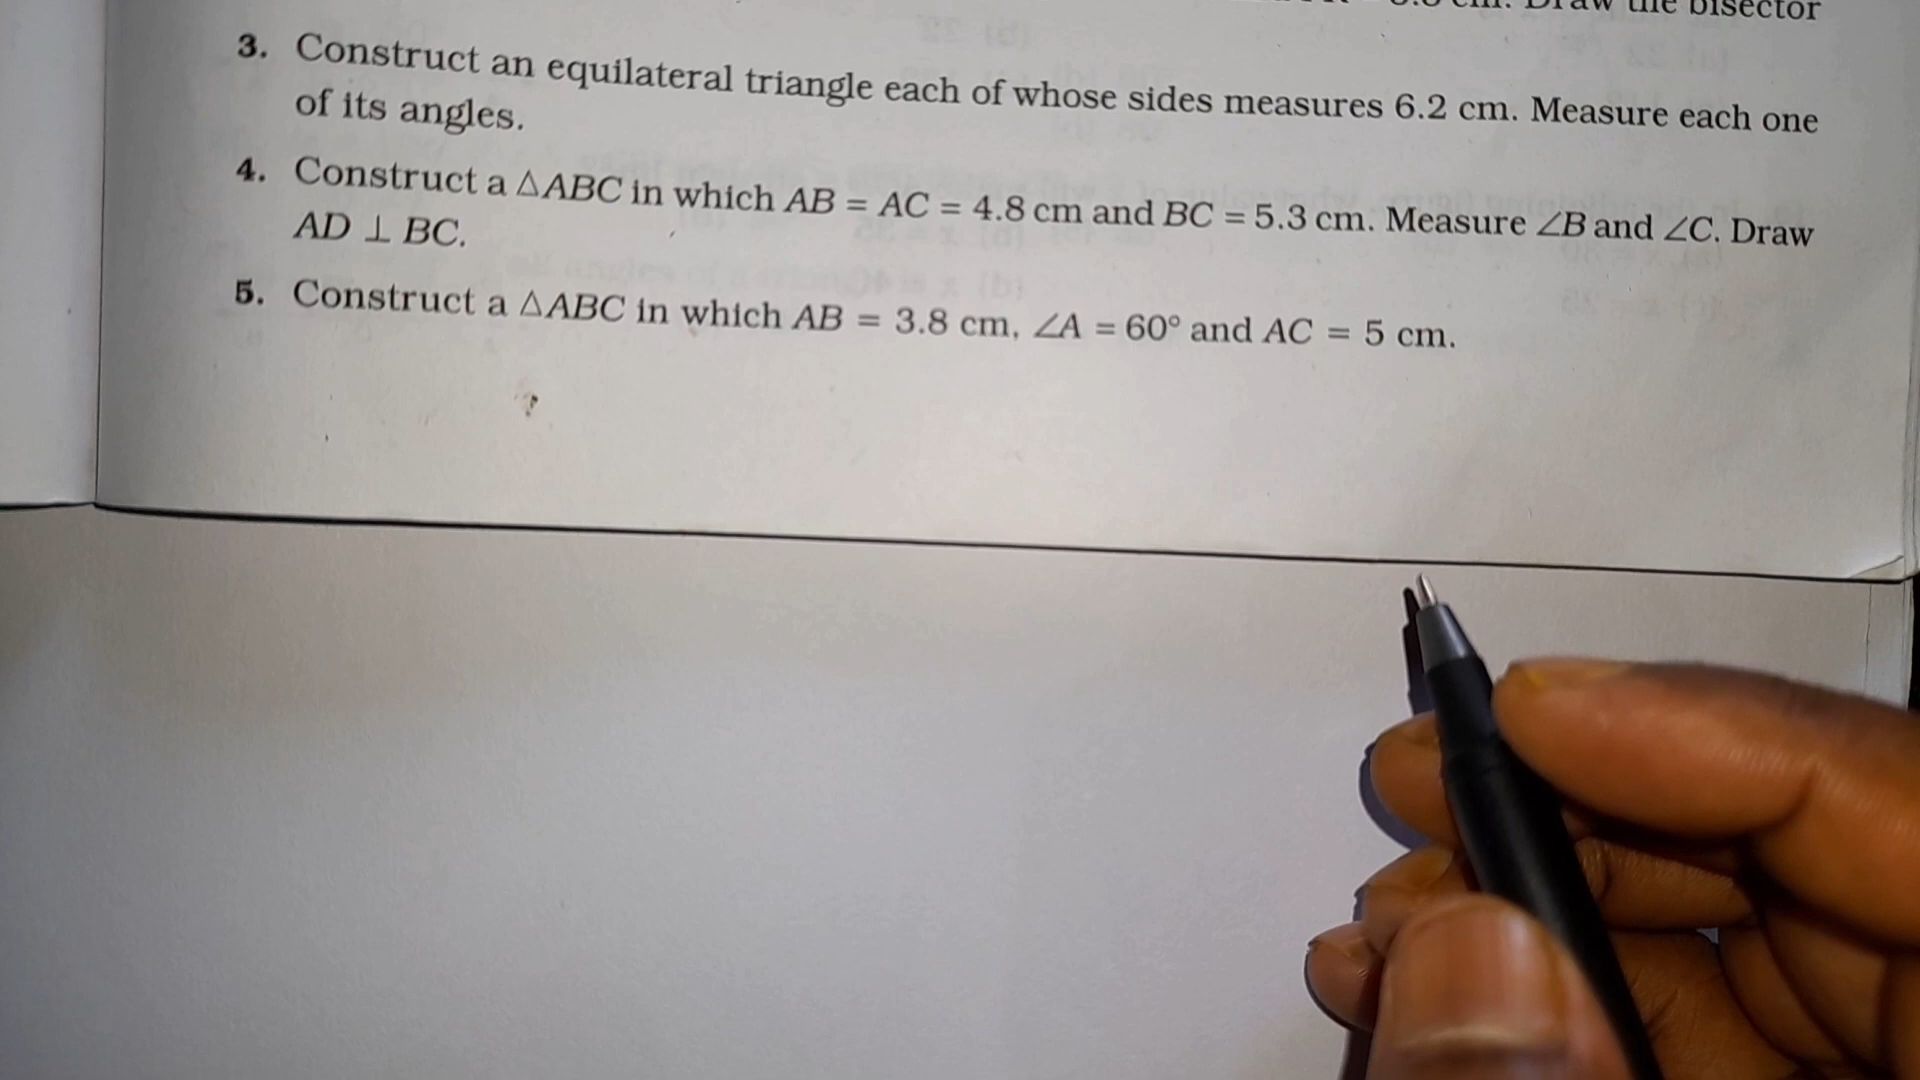 Draw the bisector
3. Construct an equilateral triangle each of whose sides measures 6.2 cm. Measure each one
of its angles.
4. Construct a △ABC in which AB = AC = 4.8 cm and BC = 5.3 cm. Measure ∠B and ∠C. Draw
AD ⊥ BC.
5. Construct a △ABC in which AB = 3.8 cm, ∠A = 60° and AC = 5 cm.